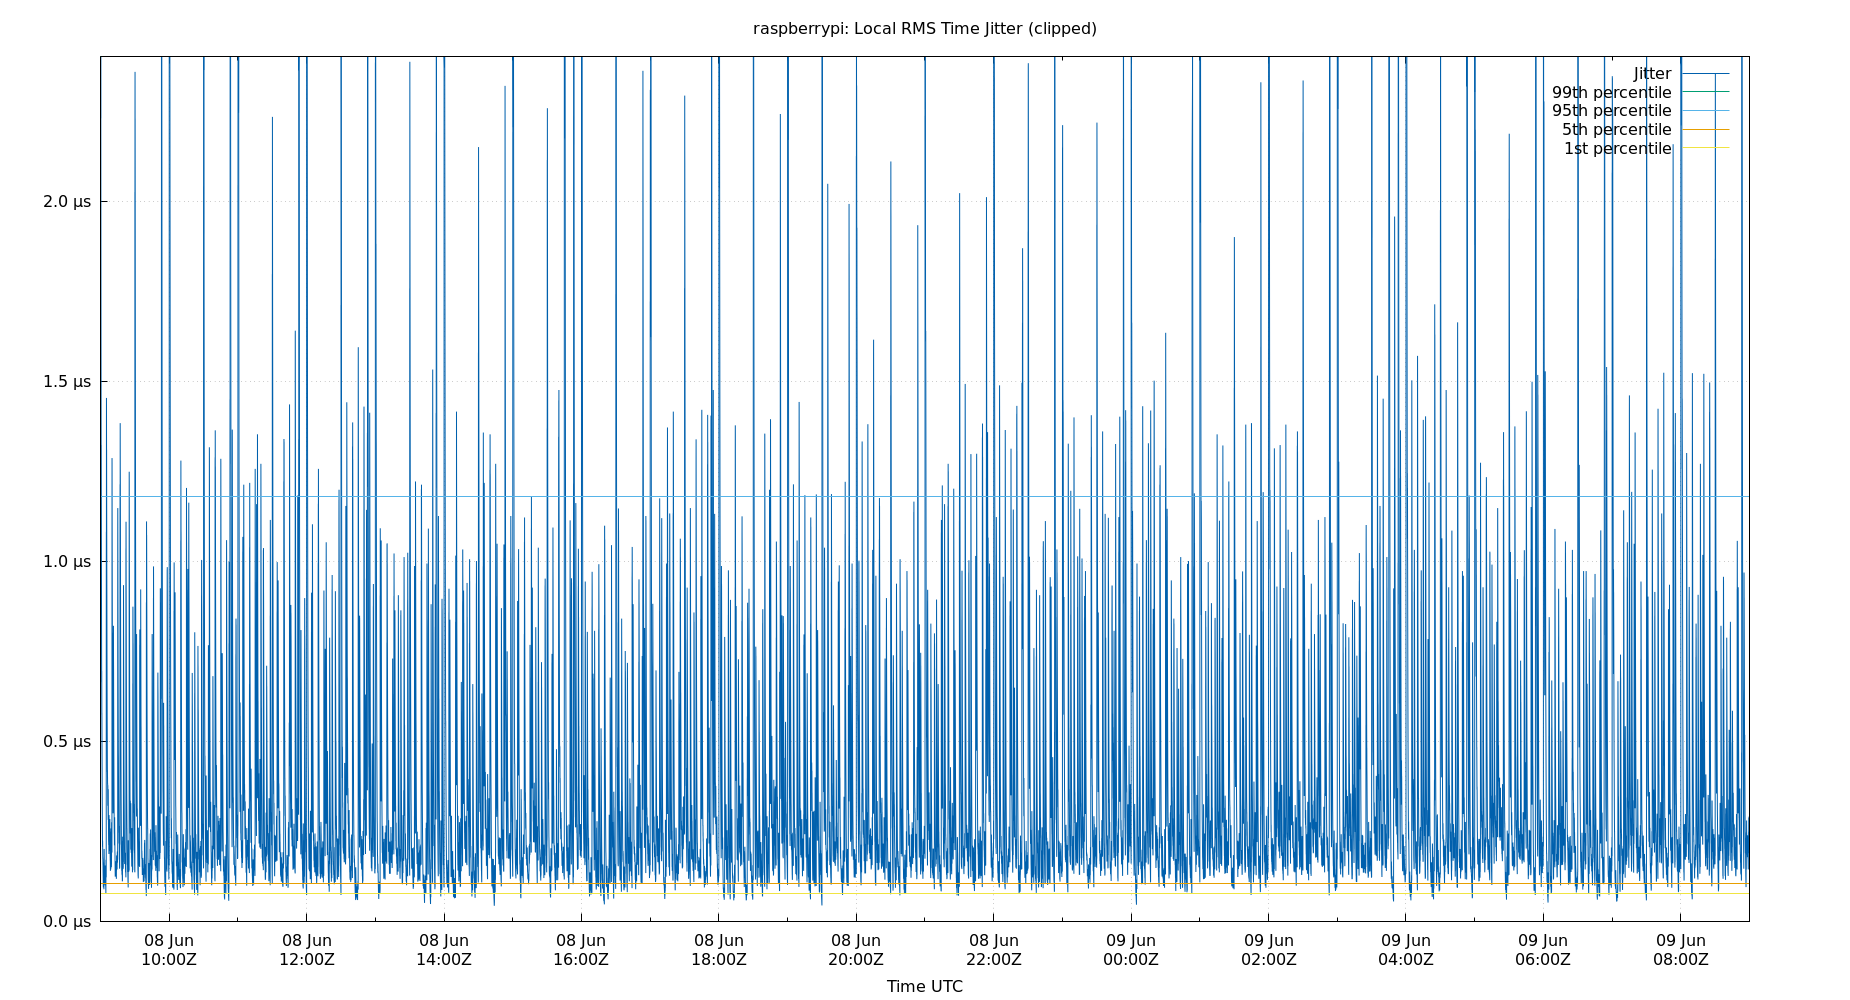 raspberrypi: Local RMS Time Jitter (clipped)
Jitter
99th percentile
95th percentile
5th percentile
1st percentile
2.0 µs
1.5 µs
1.0 µs
0.5 µs
0.0 µs
08 Jun 08 Jun 08 Jun 08 Jun 08 Jun 08 Jun 08 Jun 09 Jun 09 Jun 09 Jun 09 Jun 09 Jun
10:00Z 12:00Z 14:00Z 16:00Z 18:00Z 20:00Z 22:00Z 00:00Z 02:00Z 04:00Z 06:00Z 08:00Z
Time UTC